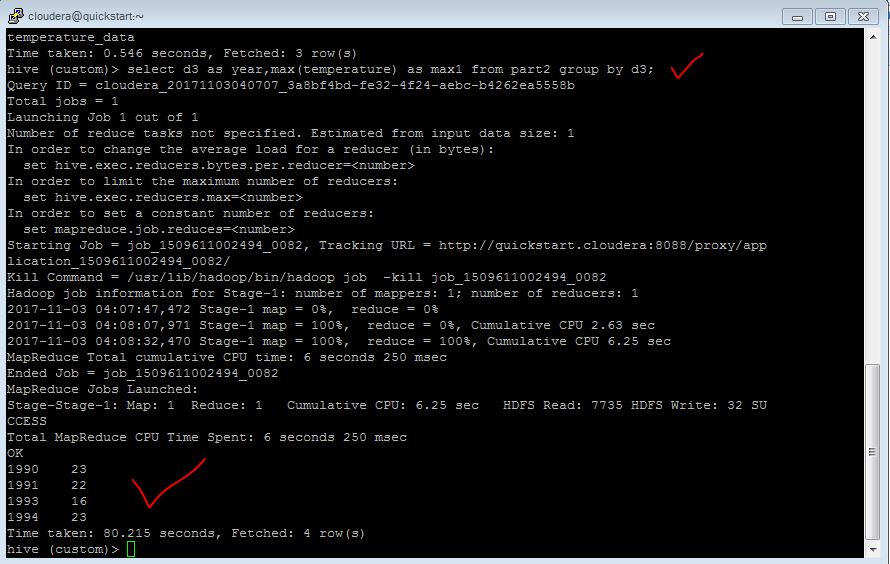 cloudera@quickstart:~
temperature_data
Time taken: 0.546 seconds, Fetched: 3 row(s)
hive (custom)> select d3 as year,max(temperature) as max1 from part2 group by d3;
Query ID = cloudera_20171103040707_3a8bf4bd-fe32-4f24-aebc-b4262ea5558b
Total jobs = 1
Launching Job 1 out of 1
Number of reduce tasks not specified. Estimated from input data size: 1
In order to change the average load for a reducer (in bytes):
  set hive.exec.reducers.bytes.per.reducer=<number>
In order to limit the maximum number of reducers:
  set hive.exec.reducers.max=<number>
In order to set a constant number of reducers:
  set mapreduce.job.reduces=<number>
Starting Job = job_1509611002494_0082, Tracking URL = http://quickstart.cloudera:8088/proxy/app
lication_1509611002494_0082/
Kill Command = /usr/lib/hadoop/bin/hadoop job  -kill job_1509611002494_0082
Hadoop job information for Stage-1: number of mappers: 1; number of reducers: 1
2017-11-03 04:07:47,472 Stage-1 map = 0%,  reduce = 0%
2017-11-03 04:08:07,971 Stage-1 map = 100%,  reduce = 0%, Cumulative CPU 2.63 sec
2017-11-03 04:08:32,470 Stage-1 map = 100%,  reduce = 100%, Cumulative CPU 6.25 sec
MapReduce Total cumulative CPU time: 6 seconds 250 msec
Ended Job = job_1509611002494_0082
MapReduce Jobs Launched:
Stage-Stage-1: Map: 1  Reduce: 1   Cumulative CPU: 6.25 sec   HDFS Read: 7735 HDFS Write: 32 SU
CCESS
Total MapReduce CPU Time Spent: 6 seconds 250 msec
OK
1990    23
1991    22
1993    16
1994    23
Time taken: 80.215 seconds, Fetched: 4 row(s)
hive (custom)>